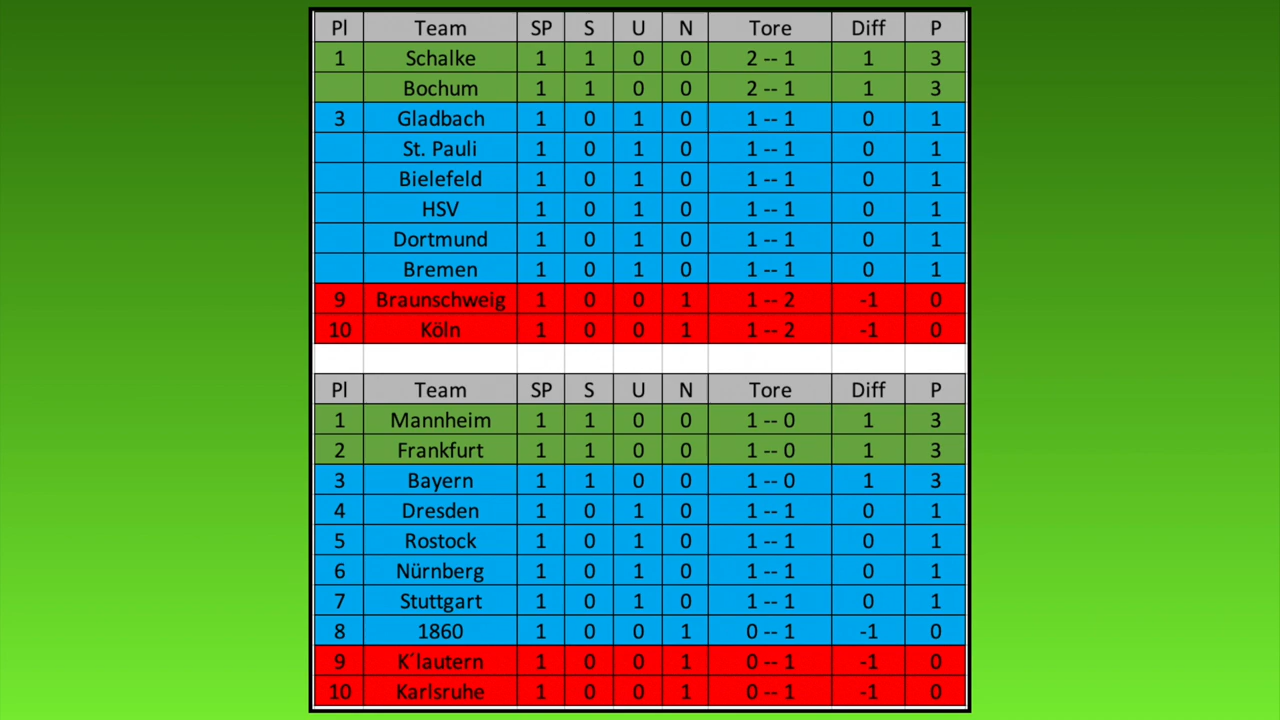 Pl Team SP S U N Tore Diff P
1 Schalke 1 1 0 0 2 -- 1 1 3
Bochum 1 1 0 0 2 -- 1 1 3
3 Gladbach 1 0 1 0 1 -- 1 0 1
St. Pauli 1 0 1 0 1 -- 1 0 1
Bielefeld 1 0 1 0 1 -- 1 0 1
HSV 1 0 1 0 1 -- 1 0 1
Dortmund 1 0 1 0 1 -- 1 0 1
Bremen 1 0 1 0 1 -- 1 0 1
9 Braunschweig 1 0 0 1 1 -- 2 -1 0
10 Köln 1 0 0 1 1 -- 2 -1 0
Pl Team SP S U N Tore Diff P
1 Mannheim 1 1 0 0 1 -- 0 1 3
2 Frankfurt 1 1 0 0 1 -- 0 1 3
3 Bayern 1 1 0 0 1 -- 0 1 3
4 Dresden 1 0 1 0 1 -- 1 0 1
5 Rostock 1 0 1 0 1 -- 1 0 1
6 Nürnberg 1 0 1 0 1 -- 1 0 1
7 Stuttgart 1 0 1 0 1 -- 1 0 1
8 1860 1 0 0 1 0 -- 1 -1 0
9 K´lautern 1 0 0 1 0 -- 1 -1 0
10 Karlsruhe 1 0 0 1 0 -- 1 -1 0